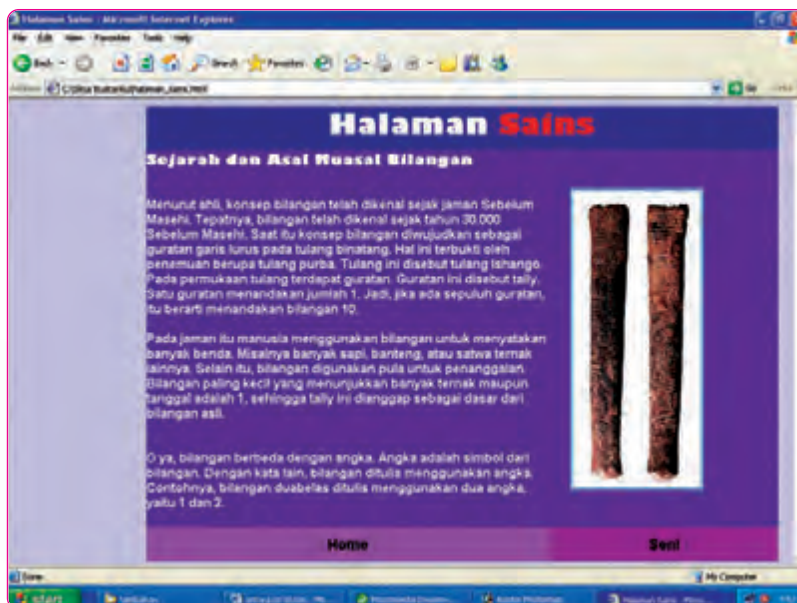 Halaman Sains - Microsoft Internet Explorer
File Edit View Favorites Tools Help
Back Search Favorites
Go
Halaman Sains
Sejarah dan Asal Muasal Bilangan
Menurut ahli, konsep bilangan telah dikenal sejak jaman Sebelum
Masehi. Tepatnya, bilangan telah dikenal sejak tahun 30.000
Sebelum Masehi. Saat itu konsep bilangan diwujudkan sebagai
guratan garis lurus pada tulang binatang. Hal ini terbukti oleh
penemuan berupa tulang purba. Tulang ini disebut tulang Ishango.
Pada permukaan tulang terdapat guratan. Guratan ini disebut tally.
Satu guratan menandakan jumlah 1. Jadi, jika ada sepuluh guratan,
itu berarti menandakan bilangan 10.
Pada jaman itu manusia menggunakan bilangan untuk menyatakan
banyak benda. Misalnya banyak sapi, banteng, atau satwa ternak
lainnya. Selain itu, bilangan digunakan pula untuk penanggalan.
Bilangan paling kecil yang menunjukkan banyak ternak maupun
tanggal adalah 1, sehingga tally ini dianggap sebagai dasar dari
bilangan asli.
O ya, bilangan berbeda dengan angka. Angka adalah simbol dari
bilangan. Dengan kata lain, bilangan ditulis menggunakan angka.
Contohnya, bilangan duabelas ditulis menggunakan dua angka,
yaitu 1 dan 2.
Home Seni
Done My Computer
start